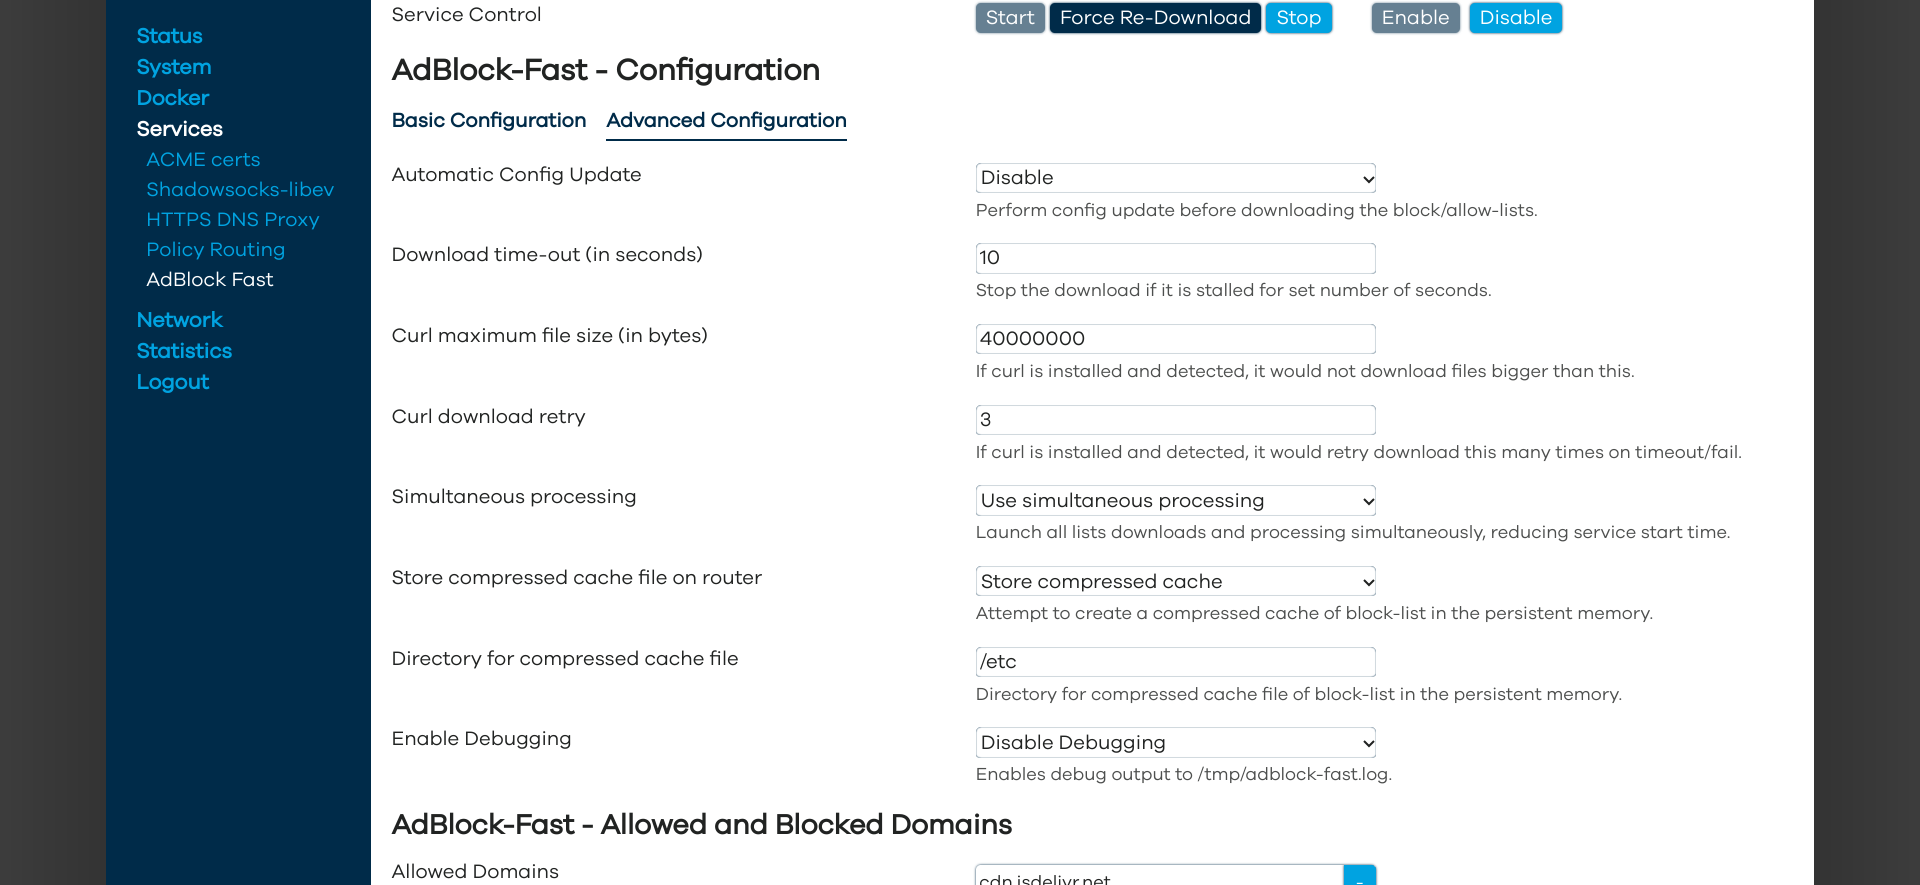 Status
System
Docker
Services
ACME certs
Shadowsocks-libev
HTTPS DNS Proxy
Policy Routing
AdBlock Fast
Network
Statistics
Logout
Service Control
Start Force Re-Download Stop Enable Disable
AdBlock-Fast - Configuration
Basic Configuration Advanced Configuration
Automatic Config Update
Disable
Perform config update before downloading the block/allow-lists.
Download time-out (in seconds)
10
Stop the download if it is stalled for set number of seconds.
Curl maximum file size (in bytes)
40000000
If curl is installed and detected, it would not download files bigger than this.
Curl download retry
3
If curl is installed and detected, it would retry download this many times on timeout/fail.
Simultaneous processing
Use simultaneous processing
Launch all lists downloads and processing simultaneously, reducing service start time.
Store compressed cache file on router
Store compressed cache
Attempt to create a compressed cache of block-list in the persistent memory.
Directory for compressed cache file
/etc
Directory for compressed cache file of block-list in the persistent memory.
Enable Debugging
Disable Debugging
Enables debug output to /tmp/adblock-fast.log.
AdBlock-Fast - Allowed and Blocked Domains
Allowed Domains
cdn.jsdelivr.net
-